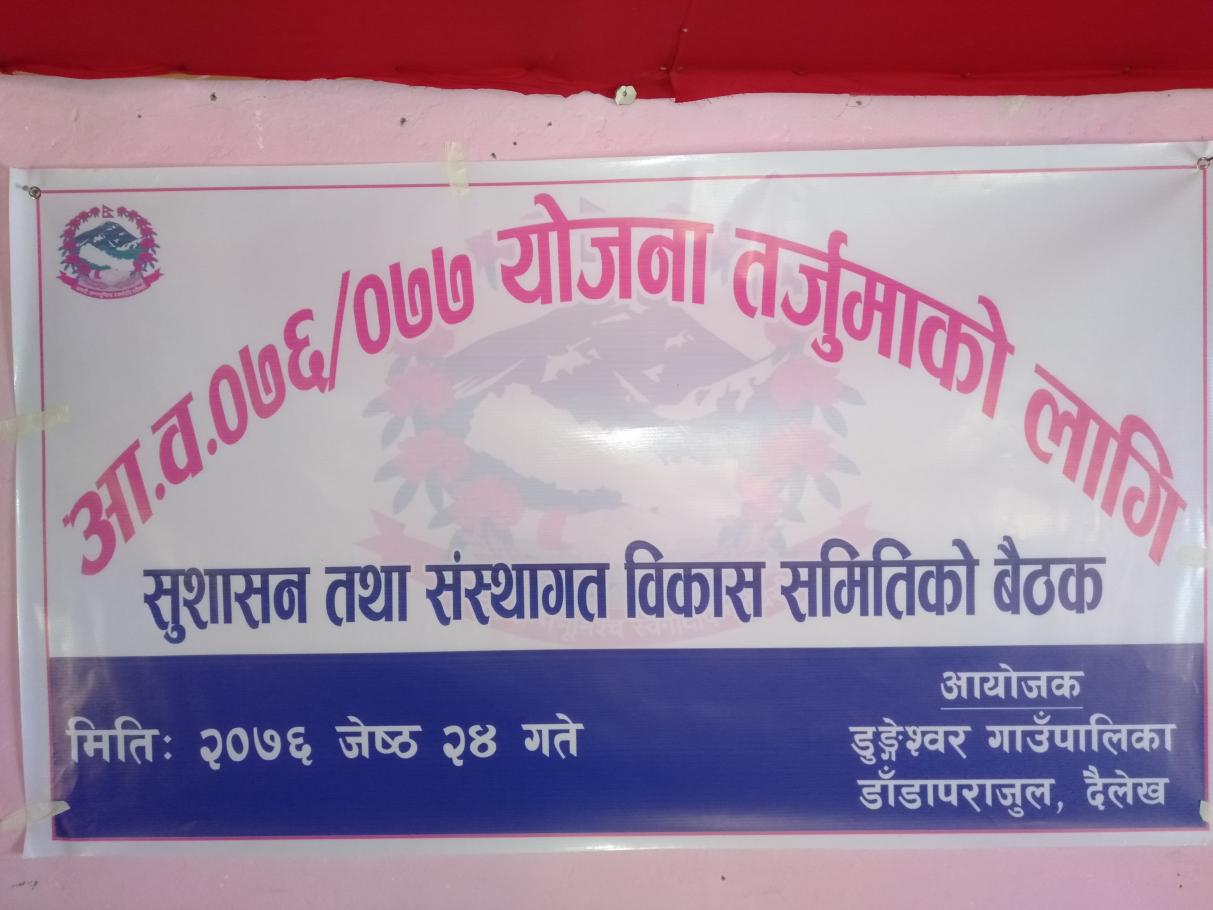 आ.व.०७६/०७७ योजना तर्जुमाको लागि
सुशासन तथा संस्थागत विकास समितिको बैठक
मितिः २०७६ जेष्ठ २४ गते
आयोजक
डुङ्गेश्वर गाउँपालिका
डाँडापराजुल, दैलेख